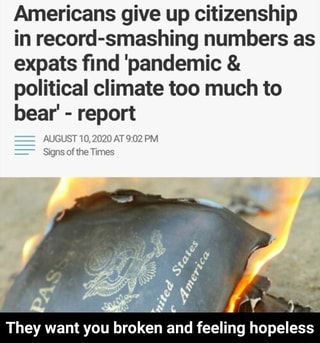 Americans give up citizenship
in record-smashing numbers as
expats find 'pandemic &
political climate too much to
bear' - report
AUGUST 10, 2020 AT 9:02 PM
Signs of the Times
PAS
nited States
America
They want you broken and feeling hopeless